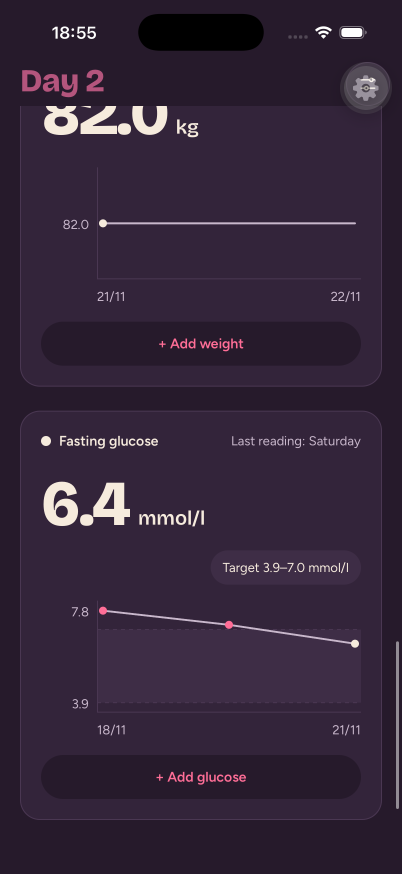 18:55
Day 2
82.0 kg
82.0
21/11 22/11
+ Add weight
Fasting glucose Last reading: Saturday
6.4 mmol/l
Target 3.9–7.0 mmol/l
7.8
3.9
18/11 21/11
+ Add glucose